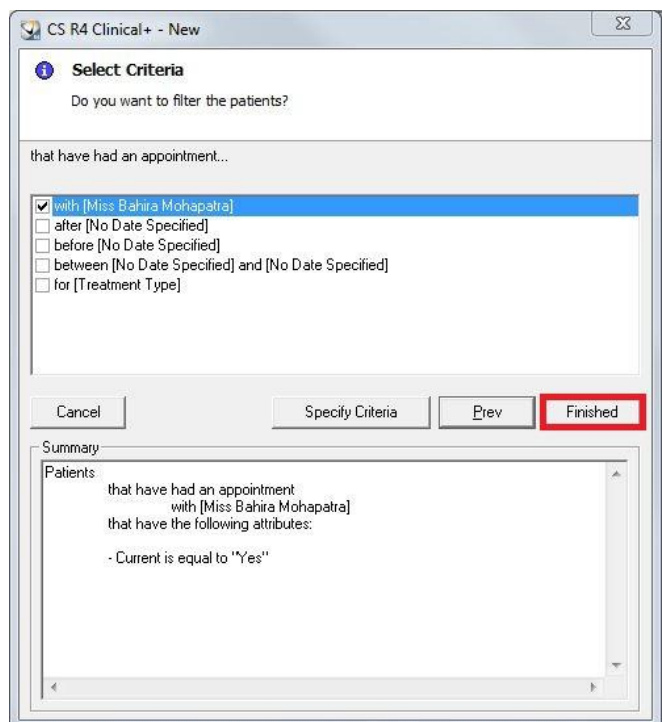 CS R4 Clinical+ - New
Select Criteria
Do you want to filter the patients?
that have had an appointment...
with [Miss Bahira Mohapatra]
after [No Date Specified]
before [No Date Specified]
between [No Date Specified] and [No Date Specified]
for [Treatment Type]
Cancel Specify Criteria Prev Finished
Summary
Patients
that have had an appointment
with [Miss Bahira Mohapatra]
that have the following attributes:
- Current is equal to "Yes"